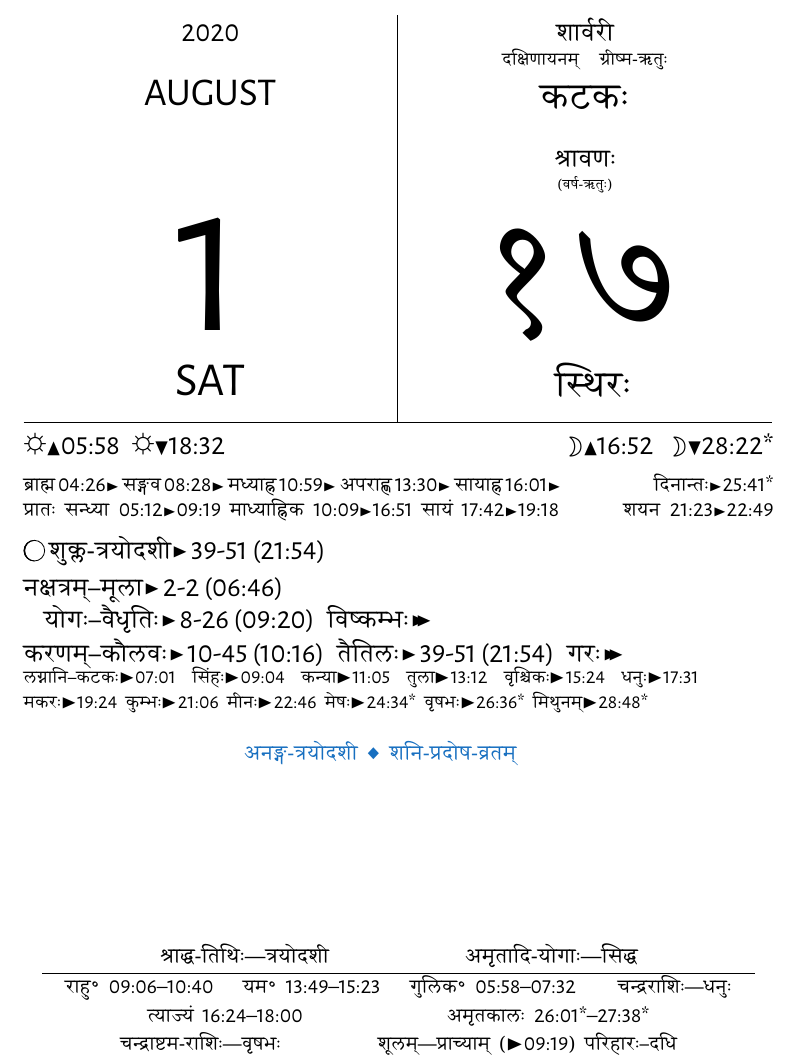 2020
AUGUST
1
SAT
शार्वरी
दक्षिणायनम् ग्रीष्म-ऋतुः
कटकः
श्रावणः
(वर्ष-ऋतुः)
१७
स्थिरः
☼▲05:58 ☼▼18:32 ☽▲16:52 ☽▼28:22*
ब्राह्म 04:26► सङ्गव 08:28► मध्याह्न 10:59► अपराह्ण 13:30► सायाह्न 16:01► दिनान्तः►25:41*
प्रातः सन्ध्या 05:12►09:19 माध्याह्निक 10:09►16:51 सायं 17:42►19:18 शयन 21:23►22:49
◯ शुक्ल-त्रयोदशी►39-51 (21:54)
नक्षत्रम्–मूला►2-2 (06:46)
योगः–वैधृतिः►8-26 (09:20) विष्कम्भः►►
करणम्–कौलवः►10-45 (10:16) तैतिलः►39-51 (21:54) गरः►►
लग्नानि–कटकः►07:01 सिंहः►09:04 कन्या►11:05 तुला►13:12 वृश्चिकः►15:24 धनुः►17:31
मकरः►19:24 कुम्भः►21:06 मीनः►22:46 मेषः►24:34* वृषभः►26:36* मिथुनम्►28:48*
अनङ्ग-त्रयोदशी ◆ शनि-प्रदोष-व्रतम्
श्राद्ध-तिथिः—त्रयोदशी अमृतादि-योगाः—सिद्ध
राहु° 09:06–10:40 यम° 13:49–15:23 गुलिक° 05:58–07:32 चन्द्रराशिः—धनुः
त्याज्यं 16:24–18:00 अमृतकालः 26:01*–27:38*
चन्द्राष्टम-राशिः—वृषभः शूलम्—प्राच्याम् (►09:19) परिहारः–दधि